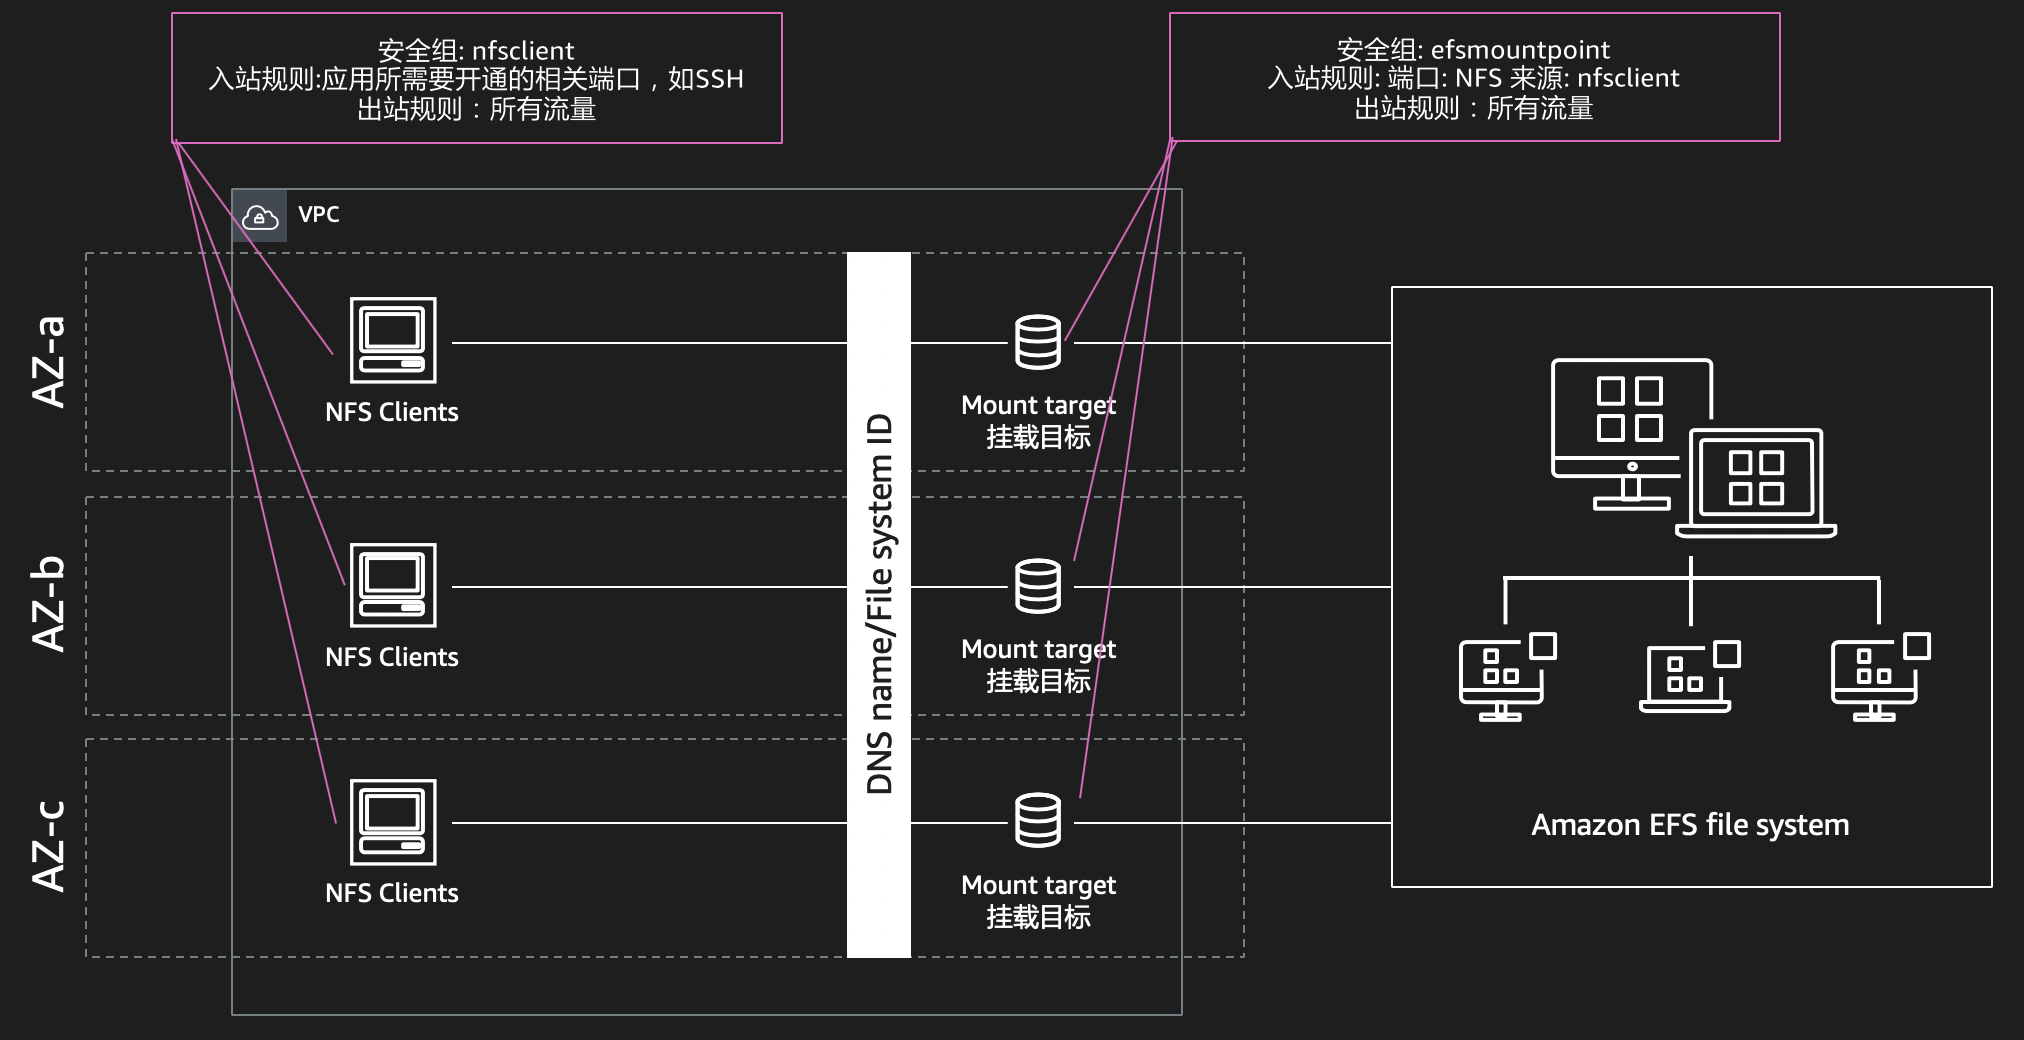 安全组: nfsclient
入站规则:应用所需要开通的相关端口，如SSH
出站规则：所有流量
安全组: efsmountpoint
入站规则: 端口: NFS 来源: nfsclient
出站规则：所有流量
VPC
AZ-a
NFS Clients
Mount target
挂载目标
AZ-b
NFS Clients
Mount target
挂载目标
AZ-c
NFS Clients
Mount target
挂载目标
DNS name/File system ID
Amazon EFS file system